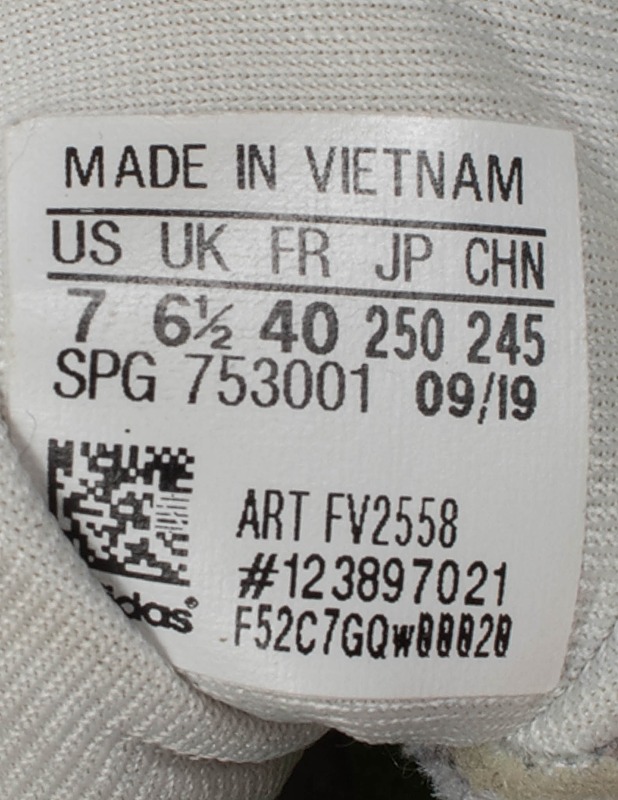 MADE IN VIETNAM
US UK FR JP CHN
7 6½ 40 250 245
SPG 753001 09/19
ART FV2558
#123897021
adidas® F52C7GQw00020